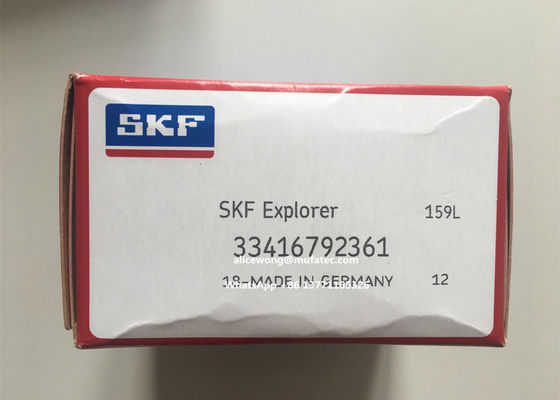 SKF
SKF Explorer 159L
33416792361
alicewong@mufatec.com
18-MADE IN GERMANY 12